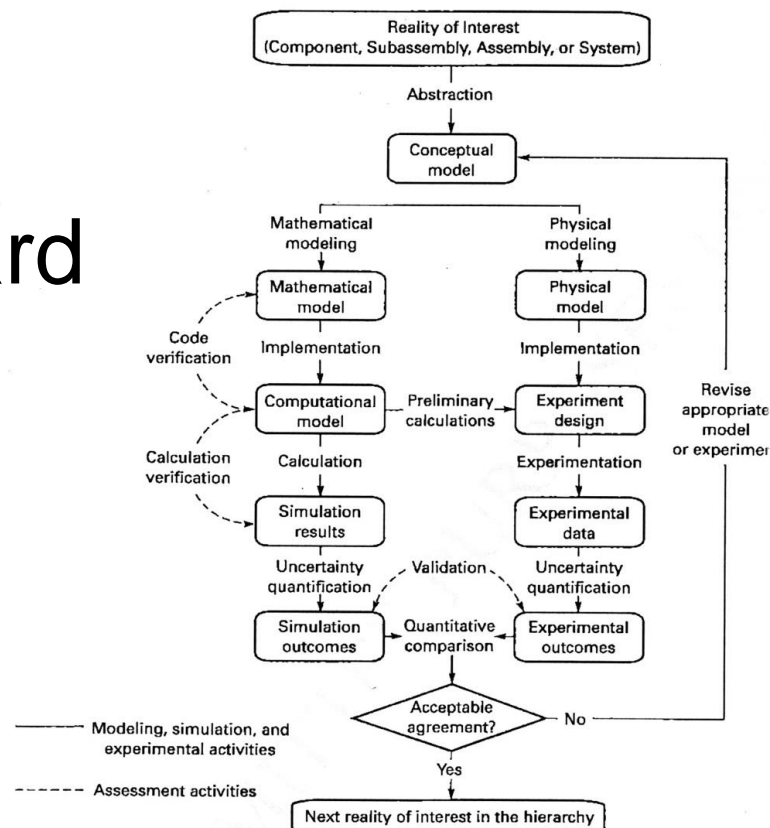 Reality of Interest
(Component, Subassembly, Assembly, or System)
Abstraction
Conceptual
model
rd
Mathematical
modeling
Physical
modeling
Mathematical
model
Physical
model
Code
verification
Implementation
Implementation
Computational
model
Preliminary
calculations
Experiment
design
Revise
appropriate
model
or experimen
Calculation
verification
Calculation
Experimentation
Simulation
results
Experimental
data
Uncertainty
quantification
Validation
Uncertainty
quantification
Simulation
outcomes
Quantitative
comparison
Experimental
outcomes
Acceptable
agreement?
No
Modeling, simulation, and
experimental activities
Yes
Assessment activities
Next reality of interest in the hierarchy